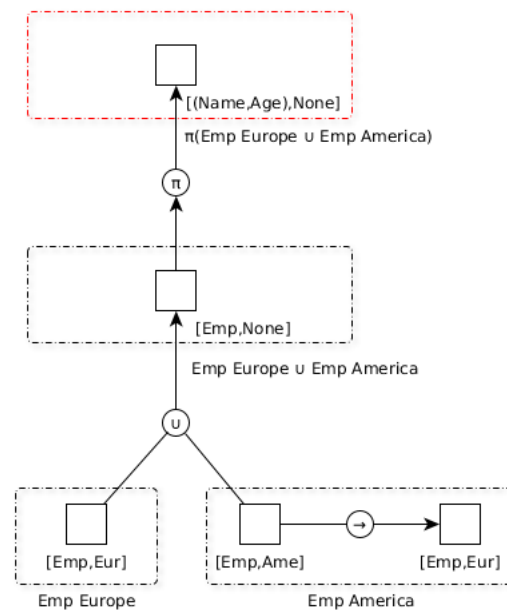 [(Name,Age),None]
π(Emp Europe ∪ Emp America)
π
[Emp,None]
Emp Europe ∪ Emp America
∪
→
[Emp,Eur]
[Emp,Ame]
[Emp,Eur]
Emp Europe
Emp America